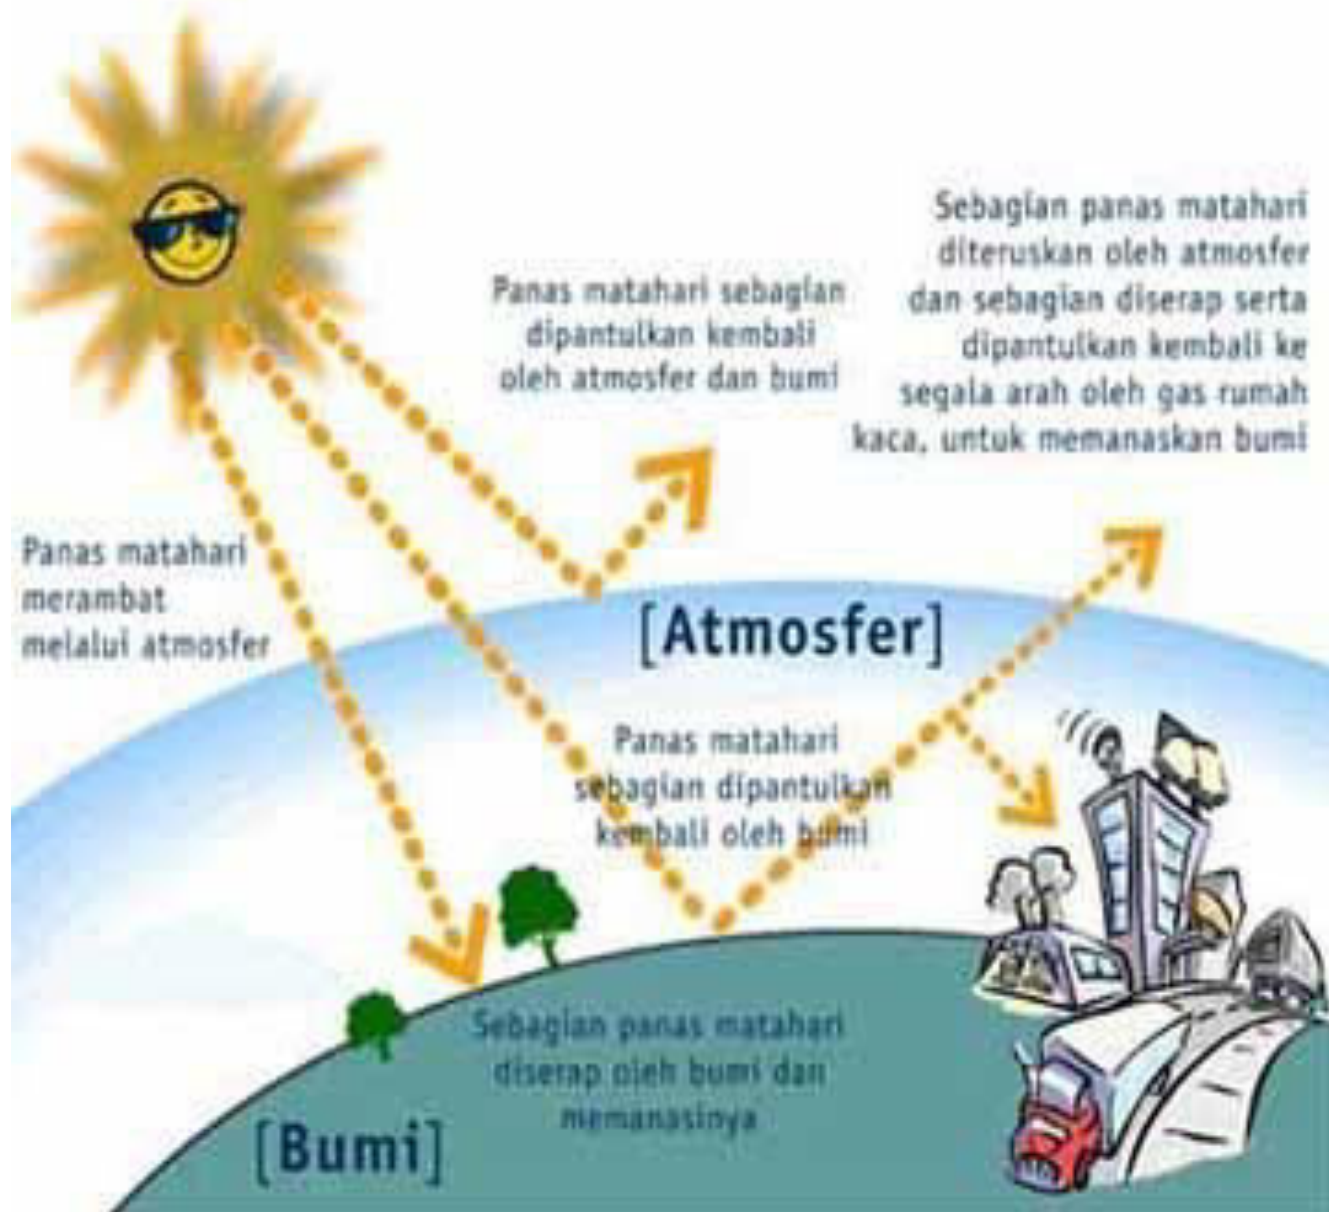 Panas matahari sebagian
dipantulkan kembali
oleh atmosfer dan bumi
Sebagian panas matahari
diteruskan oleh atmosfer
dan sebagian diserap serta
dipantulkan kembali ke
segala arah oleh gas rumah
kaca, untuk memanaskan bumi
Panas matahari
merambat
melalui atmosfer
[Atmosfer]
Panas matahari
sebagian dipantulkan
kembali oleh bumi
Sebagian panas matahari
diserap oleh bumi dan
memanasinya
[Bumi]